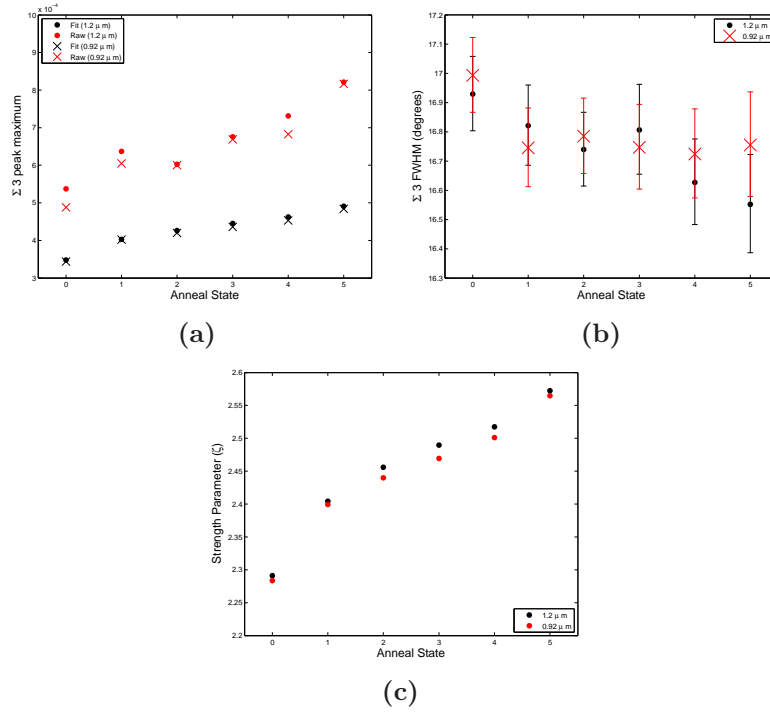 10 x 10⁻⁴
Fit (1.2 μ m)
Raw (1.2 μ m)
Fit (0.92 μ m)
Raw (0.92 μ m)
9
8
7
6
5
4
3
Σ 3 peak maximum
0 1 2 3 4 5
Anneal State
(a)
17.2
17.1
17
16.9
16.8
16.7
16.6
16.5
16.4
16.3
Σ 3 FWHM (degrees)
1.2 μ m
0.92 μ m
0 1 2 3 4 5
Anneal State
(b)
2.6
2.55
2.5
2.45
2.4
2.35
2.3
2.25
2.2
Strength Parameter (ζ)
1.2 μ m
0.92 μ m
0 1 2 3 4 5
Anneal State
(c)